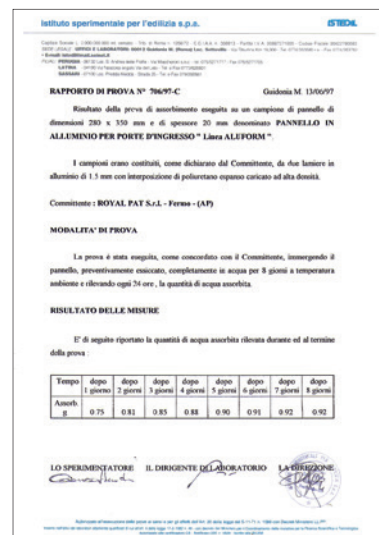 istituto sperimentale per l'edilizia s.p.a. ISTEDIL
RAPPORTO DI PROVA N° 706/97-C Guidonia M. 13/06/97
Risultato della prova di assorbimento eseguita su un campione di pannello di
dimensioni 280 x 350 mm e di spessore 20 mm denominato PANNELLO IN
ALLUMINIO PER PORTE D'INGRESSO " Linea ALUFORM ".
I campioni erano costituiti, come dichiarato dal Committente, da due lamiere in
alluminio di 1.5 mm con interposizione di poliuretano espanso caricato ad alta densità.
Committente : ROYAL PAT S.r.l. - Fermo - (AP)
MODALITA' DI PROVA
La prova è stata eseguita, come concordato con il Committente, immergendo il
pannello, preventivamente essiccato, completamente in acqua per 8 giorni a temperatura
ambiente e rilevando ogni 24 ore , la quantità di acqua assorbita.
RISULTATO DELLE MISURE
E' di seguito riportato la quantità di acqua assorbita rilevata durante ed al termine
della prova :
Tempo dopo dopo dopo dopo dopo dopo dopo dopo
1 giorno 2 giorni 3 giorni 4 giorni 5 giorni 6 giorni 7 giorni 8 giorni
Assorb.
g 0.75 0.81 0.85 0.88 0.90 0.91 0.92 0.92
LO SPERIMENTATORE IL DIRIGENTE DI LABORATORIO LA DIREZIONE